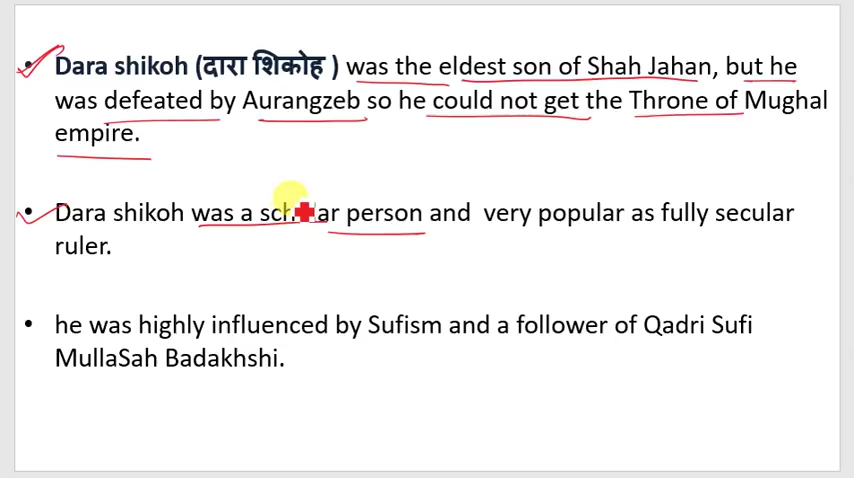 • Dara shikoh (दारा शिकोह ) was the eldest son of Shah Jahan, but he
was defeated by Aurangzeb so he could not get the Throne of Mughal
empire.
• Dara shikoh was a scholar person and very popular as fully secular
ruler.
• he was highly influenced by Sufism and a follower of Qadri Sufi
MullaSah Badakhshi.